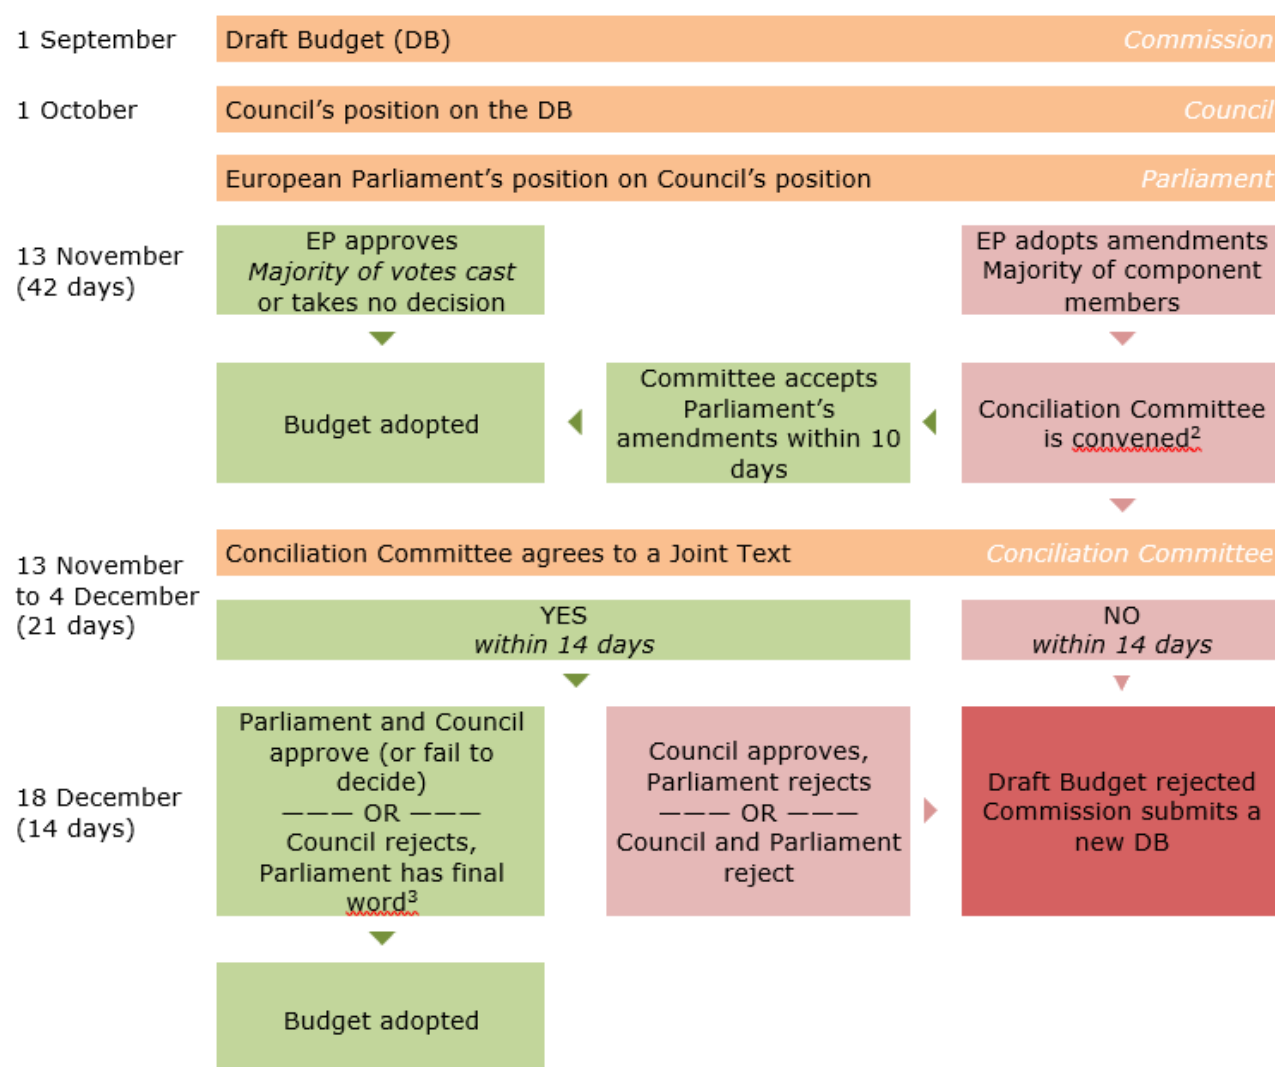 1 September
Draft Budget (DB)
Commission
1 October
Council’s position on the DB
Council
European Parliament’s position on Council’s position
Parliament
13 November
(42 days)
EP approves
Majority of votes cast
or takes no decision
EP adopts amendments
Majority of component
members
Budget adopted
Committee accepts
Parliament’s
amendments within 10
days
Conciliation Committee
is convened²
13 November
to 4 December
(21 days)
Conciliation Committee agrees to a Joint Text
Conciliation Committee
YES
within 14 days
NO
within 14 days
18 December
(14 days)
Parliament and Council
approve (or fail to
decide)
——— OR ———
Council rejects,
Parliament has final
word³
Council approves,
Parliament rejects
——— OR ———
Council and Parliament
reject
Draft Budget rejected
Commission submits a
new DB
Budget adopted